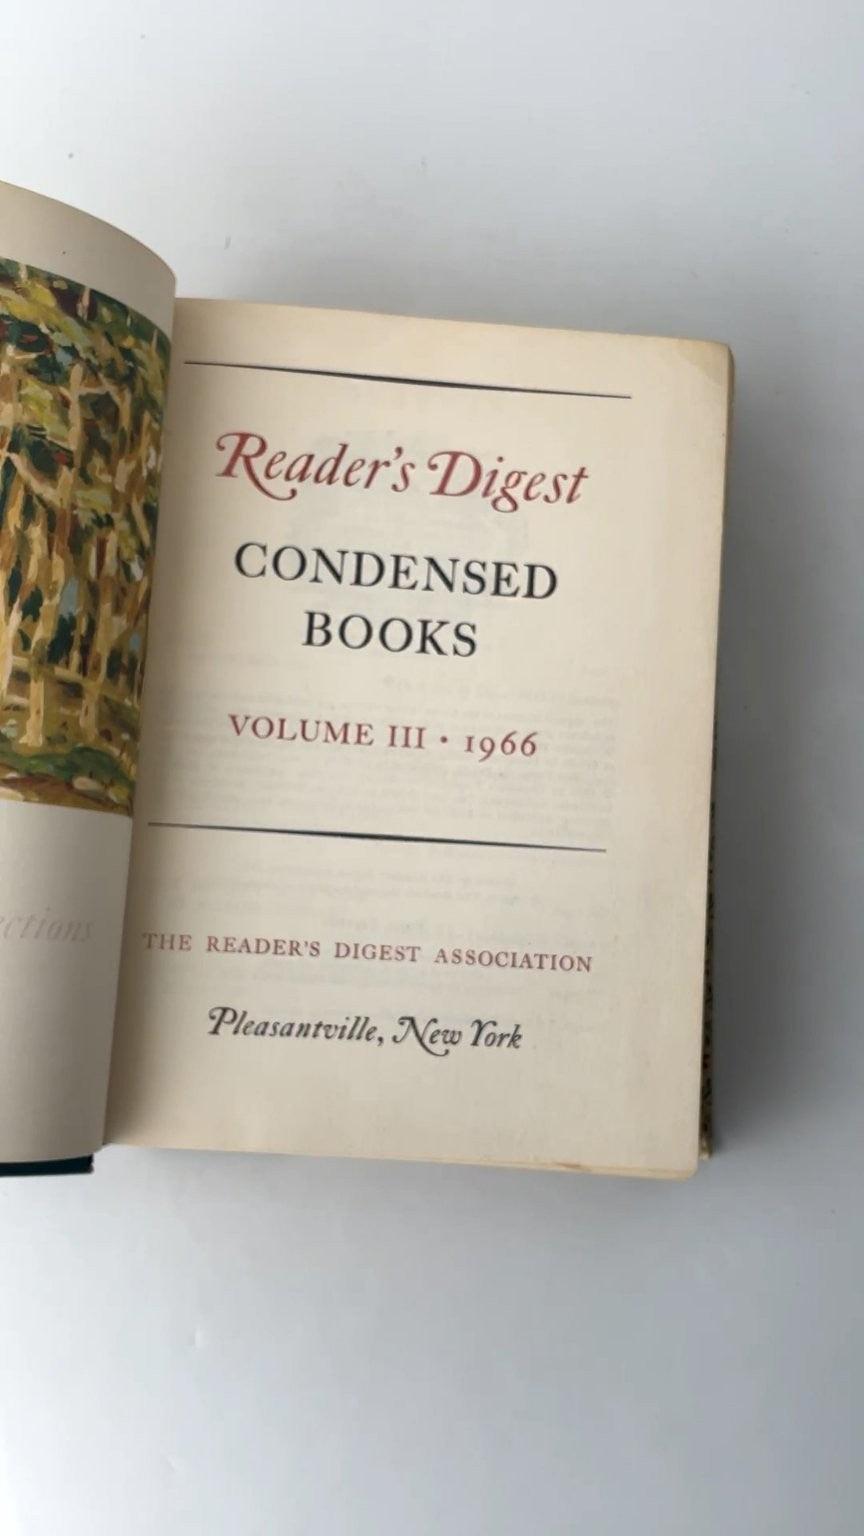 Reader's Digest
CONDENSED
BOOKS
VOLUME III • 1966
THE READER'S DIGEST ASSOCIATION
Pleasantville, New York